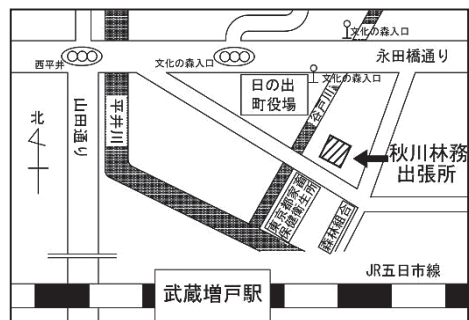 文化の森入口
永田橋通り
西平井
文化の森入口
文化の森入口
日の出
町役場
谷戸川
北
山田通り
平井川
秋川林務
出張所
東京都家畜
保健衛生所
森林組合
JR五日市線
武蔵増戸駅